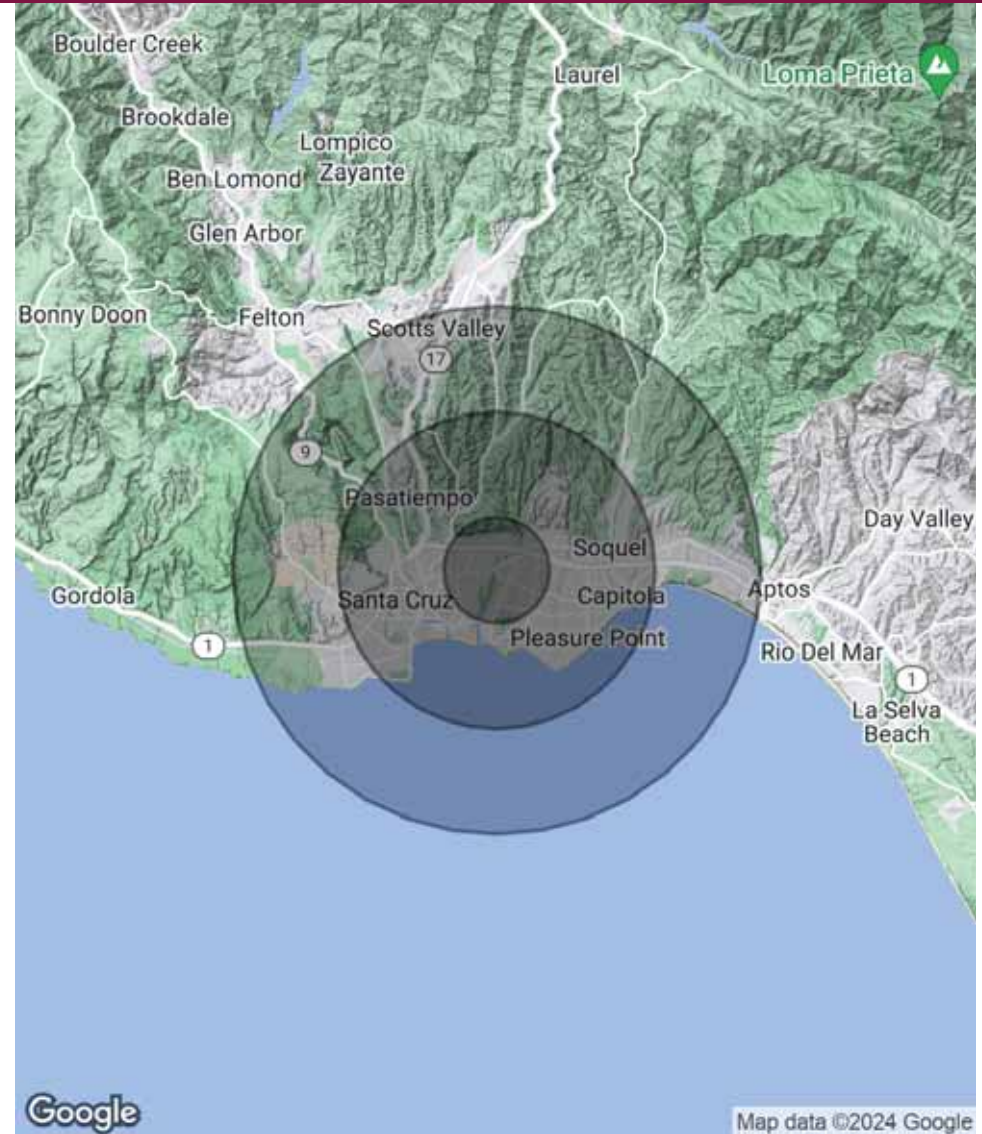 Boulder Creek
Laurel
Loma Prieta
Brookdale
Lompico
Zayante
Ben Lomond
Glen Arbor
Bonny Doon
Felton
Scotts Valley
17
9
Pasatiempo
Day Valley
Soquel
Gordola
Santa Cruz
Capitola
Aptos
1
Pleasure Point
Rio Del Mar
1
La Selva
Beach
Google
Map data ©2024 Google